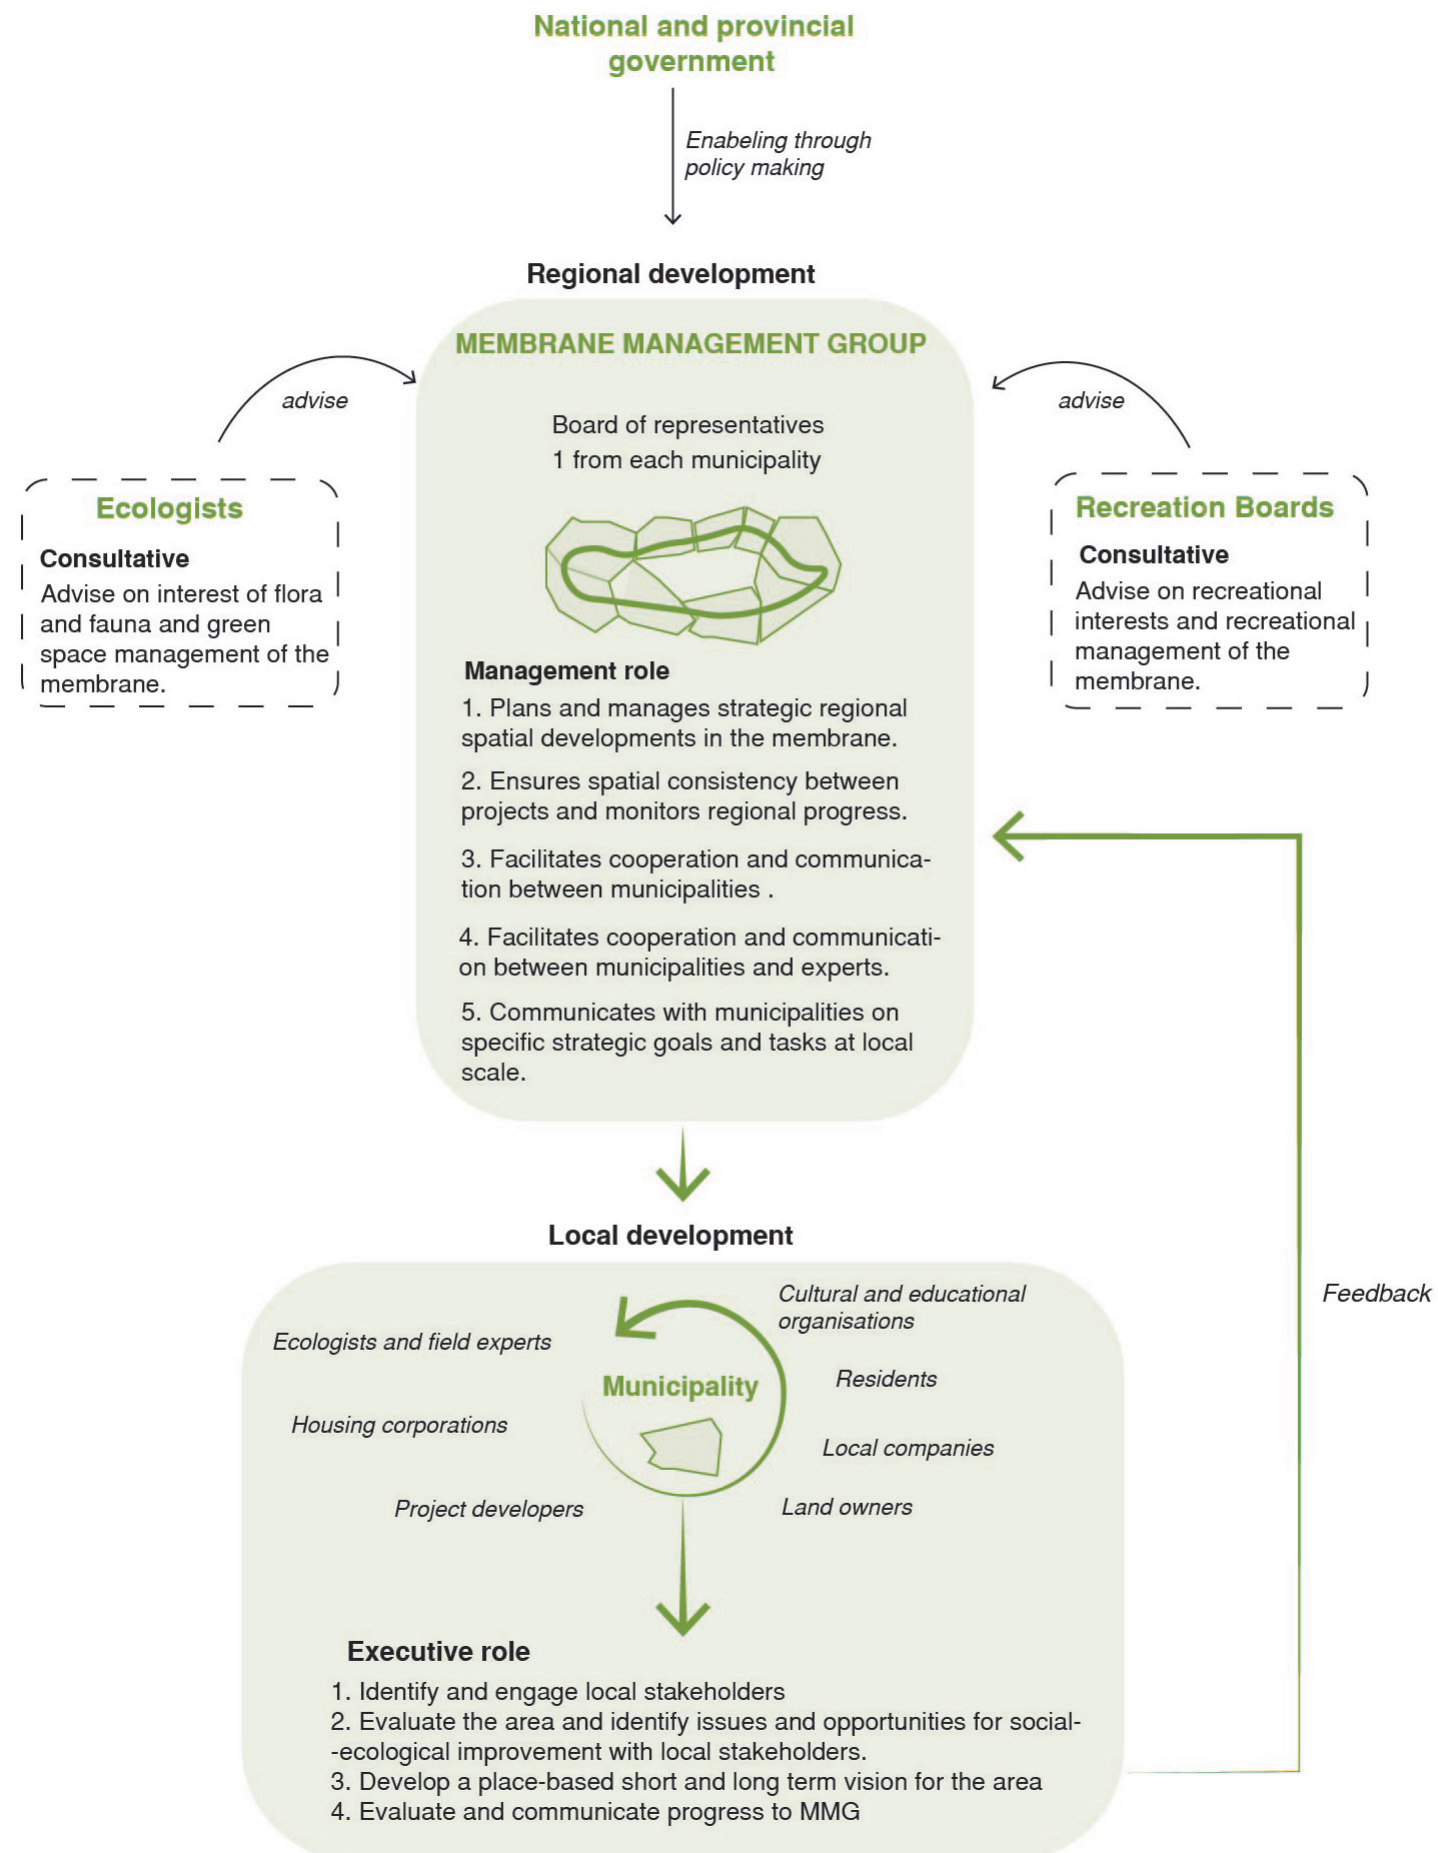 National and provincial
government
Enabeling through
policy making
Regional development
MEMBRANE MANAGEMENT GROUP
advise
advise
Board of representatives
1 from each municipality
Ecologists
Consultative
Advise on interest of flora
and fauna and green
space management of the
membrane.
Recreation Boards
Consultative
Advise on recreational
interests and recreational
management of the
membrane.
Management role
1. Plans and manages strategic regional
spatial developments in the membrane.
2. Ensures spatial consistency between
projects and monitors regional progress.
3. Facilitates cooperation and communica-
tion between municipalities .
4. Facilitates cooperation and communicati-
on between municipalities and experts.
5. Communicates with municipalities on
specific strategic goals and tasks at local
scale.
Local development
Feedback
Cultural and educational
organisations
Ecologists and field experts
Residents
Municipality
Housing corporations
Local companies
Project developers
Land owners
Executive role
1. Identify and engage local stakeholders
2. Evaluate the area and identify issues and opportunities for social-
-ecological improvement with local stakeholders.
3. Develop a place-based short and long term vision for the area
4. Evaluate and communicate progress to MMG